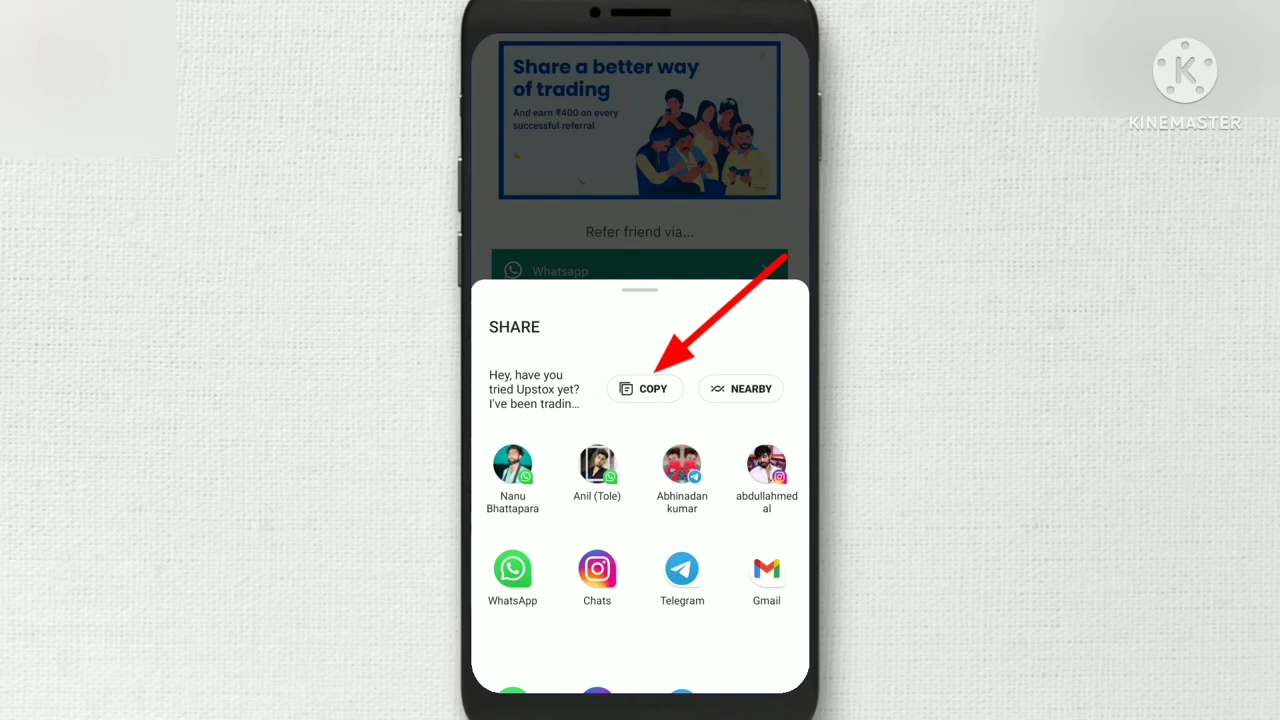 Share a better way
of trading
And earn ₹400 on every
successful referral
KINEMASTER
Refer friend via...
Whatsapp
SHARE
Hey, have you
tried Upstox yet?
I've been tradin...
COPY
NEARBY
Nanu
Bhattapara
Anil (Tole)
Abhinadan
kumar
abdullahmed
al
WhatsApp
Chats
Telegram
Gmail